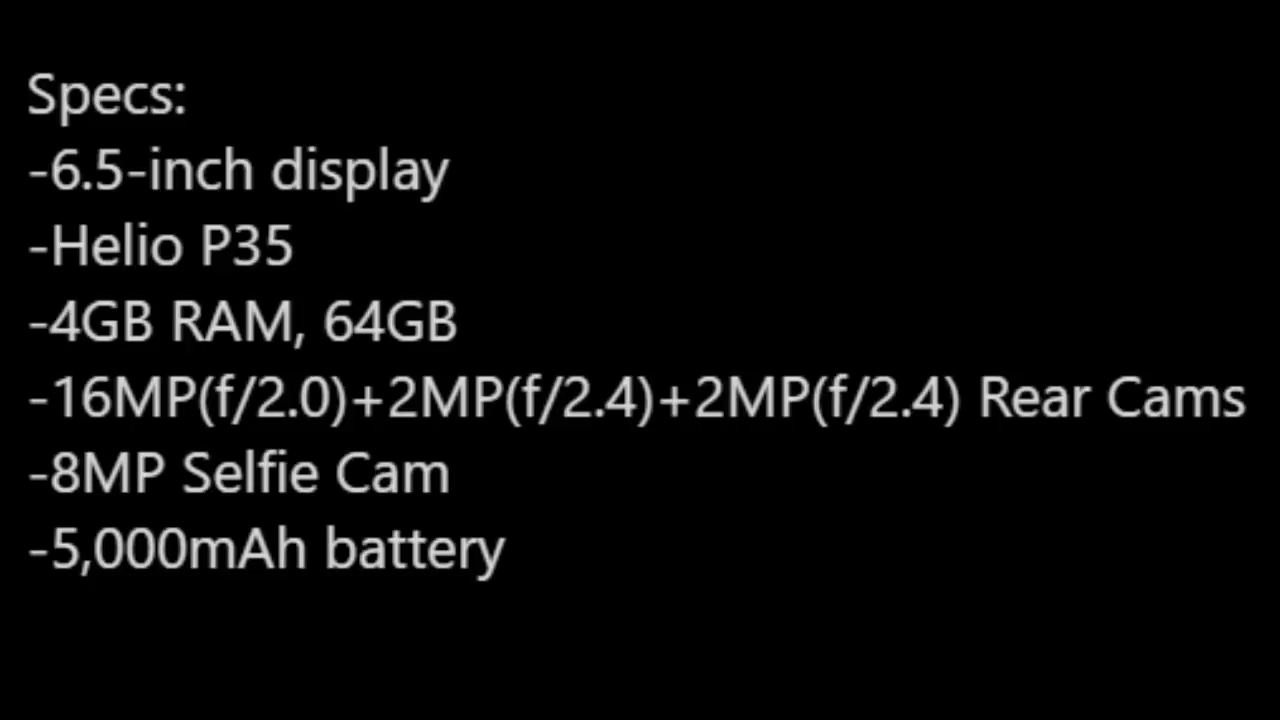 Specs:
-6.5-inch display
-Helio P35
-4GB RAM, 64GB
-16MP(f/2.0)+2MP(f/2.4)+2MP(f/2.4) Rear Cams
-8MP Selfie Cam
-5,000mAh battery